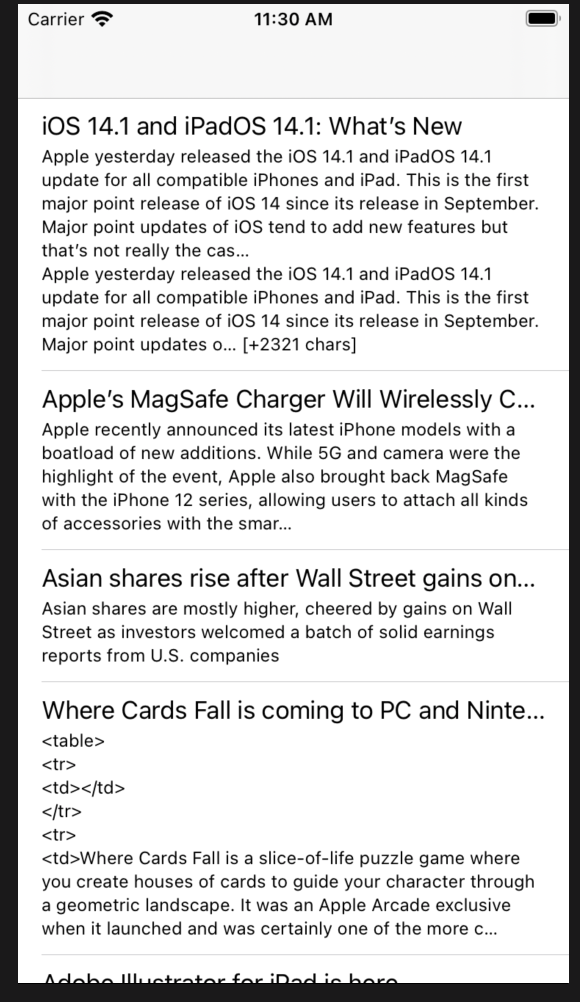 Carrier
11:30 AM
iOS 14.1 and iPadOS 14.1: What’s New
Apple yesterday released the iOS 14.1 and iPadOS 14.1
update for all compatible iPhones and iPad. This is the first
major point release of iOS 14 since its release in September.
Major point updates of iOS tend to add new features but
that’s not really the cas…
Apple yesterday released the iOS 14.1 and iPadOS 14.1
update for all compatible iPhones and iPad. This is the first
major point release of iOS 14 since its release in September.
Major point updates o… [+2321 chars]
Apple’s MagSafe Charger Will Wirelessly C...
Apple recently announced its latest iPhone models with a
boatload of new additions. While 5G and camera were the
highlight of the event, Apple also brought back MagSafe
with the iPhone 12 series, allowing users to attach all kinds
of accessories with the smar…
Asian shares rise after Wall Street gains on...
Asian shares are mostly higher, cheered by gains on Wall
Street as investors welcomed a batch of solid earnings
reports from U.S. companies
Where Cards Fall is coming to PC and Ninte...
<table>
<tr>
<td></td>
</tr>
<tr>
<td>Where Cards Fall is a slice-of-life puzzle game where
you create houses of cards to guide your character through
a geometric landscape. It was an Apple Arcade exclusive
when it launched and was certainly one of the more c…
Adobe Illustrator for iPad is here